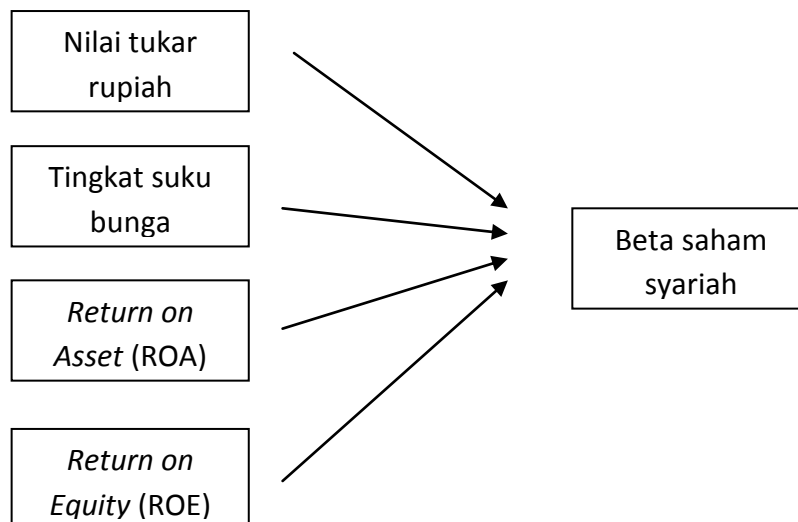 Nilai tukar
rupiah
Tingkat suku
bunga
Beta saham
syariah
Return on
Asset (ROA)
Return on
Equity (ROE)